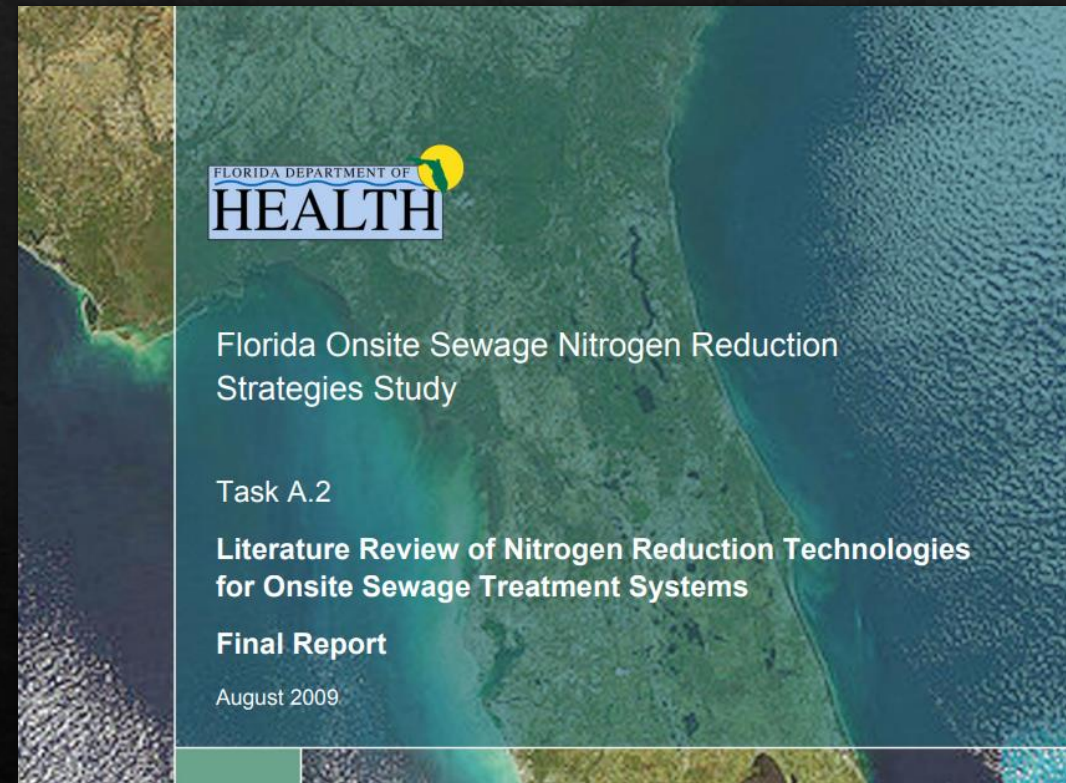 FLORIDA DEPARTMENT OF
HEALTH
Florida Onsite Sewage Nitrogen Reduction
Strategies Study
Task A.2
Literature Review of Nitrogen Reduction Technologies
for Onsite Sewage Treatment Systems
Final Report
August 2009